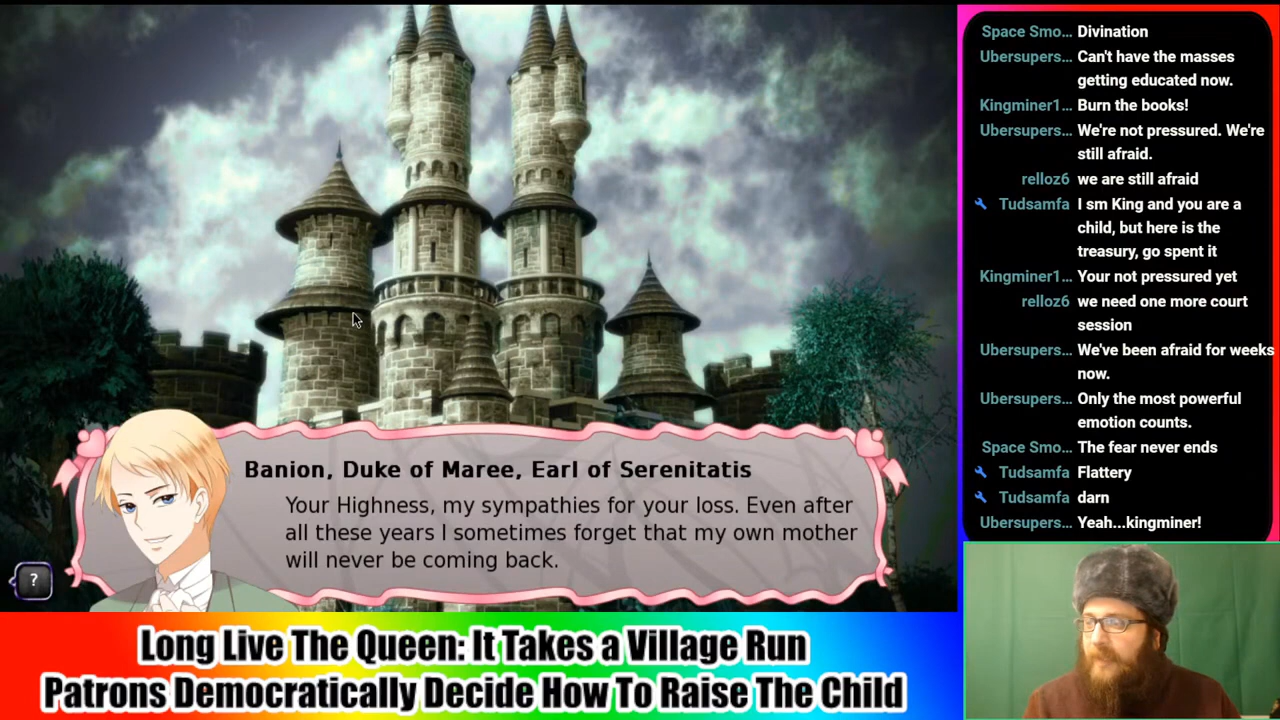 Banion, Duke of Maree, Earl of Serenitatis
Your Highness, my sympathies for your loss. Even after
all these years I sometimes forget that my own mother
will never be coming back.
?
Long Live The Queen: It Takes a Village Run
Patrons Democratically Decide How To Raise The Child
Space Smo... Divination
Ubersupers... Can't have the masses
getting educated now.
Kingminer1... Burn the books!
Ubersupers... We're not pressured. We're
still afraid.
relloz6 we are still afraid
Tudsamfa I sm King and you are a
child, but here is the
treasury, go spent it
Kingminer1... Your not pressured yet
relloz6 we need one more court
session
Ubersupers... We've been afraid for weeks
now.
Ubersupers... Only the most powerful
emotion counts.
Space Smo... The fear never ends
Tudsamfa Flattery
Tudsamfa darn
Ubersupers... Yeah...kingminer!